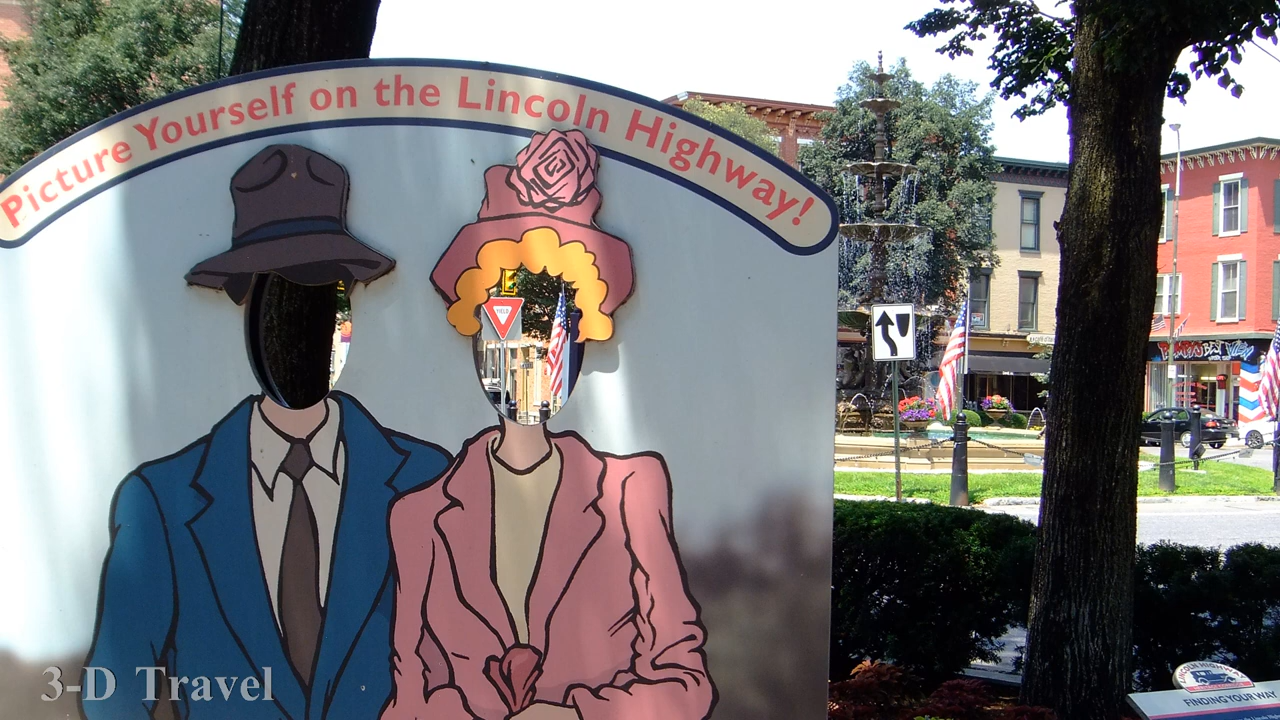 Picture Yourself on the Lincoln Highway!
YIELD
LINCOLN HIGHWAY
FINDING YOUR WAY
3-D Travel